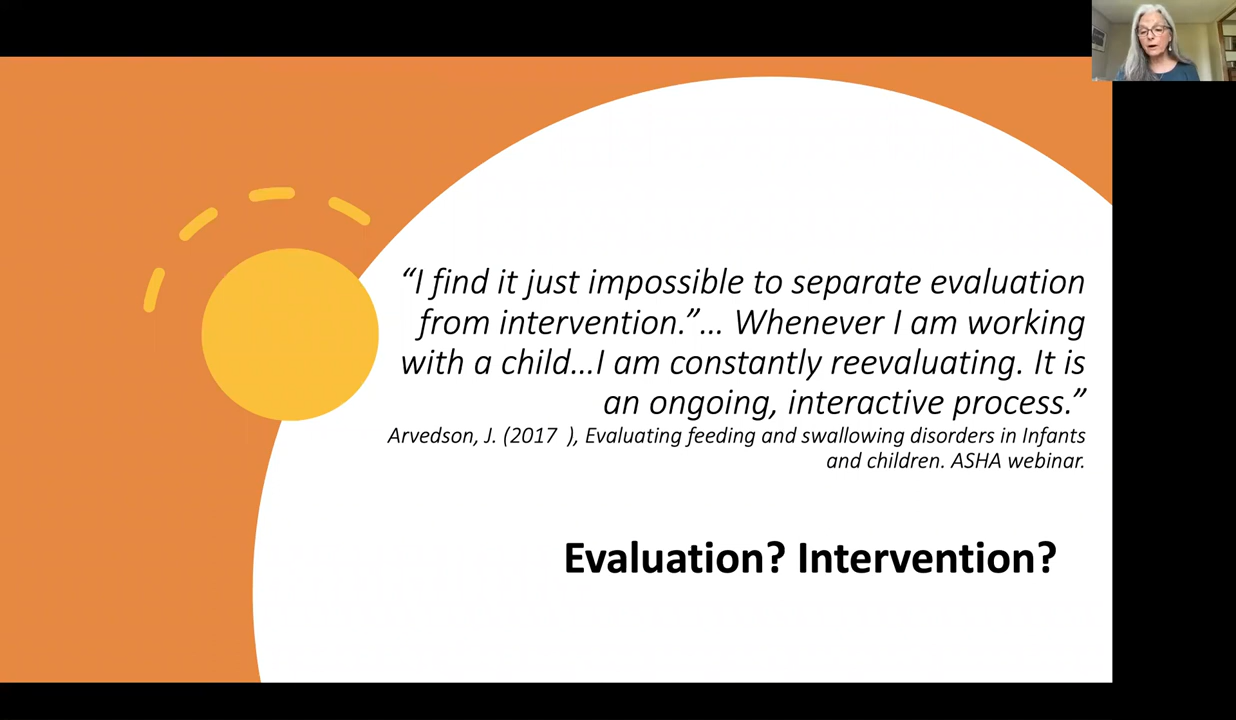 “I find it just impossible to separate evaluation
from intervention.”… Whenever I am working
with a child…I am constantly reevaluating. It is
an ongoing, interactive process.”
Arvedson, J. (2017  ), Evaluating feeding and swallowing disorders in Infants
and children. ASHA webinar.
Evaluation? Intervention?